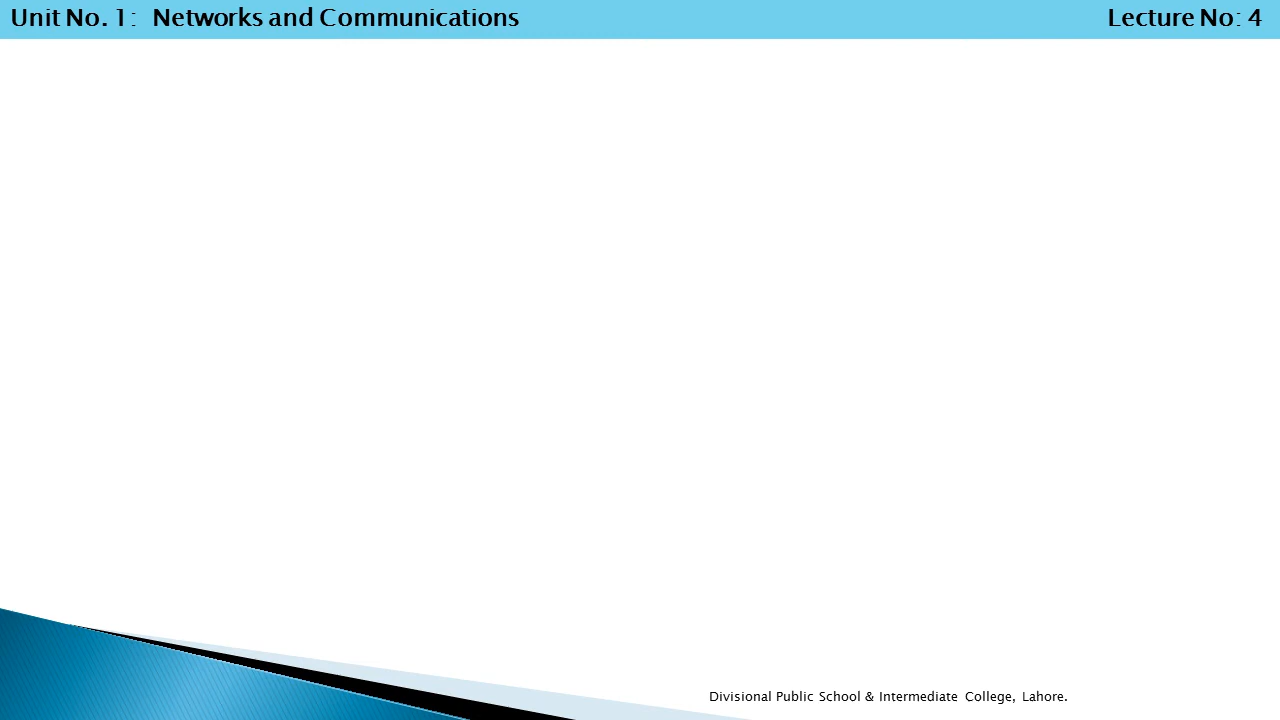 Unit No. 1: Networks and Communications
Lecture No: 4
Divisional Public School & Intermediate College, Lahore.